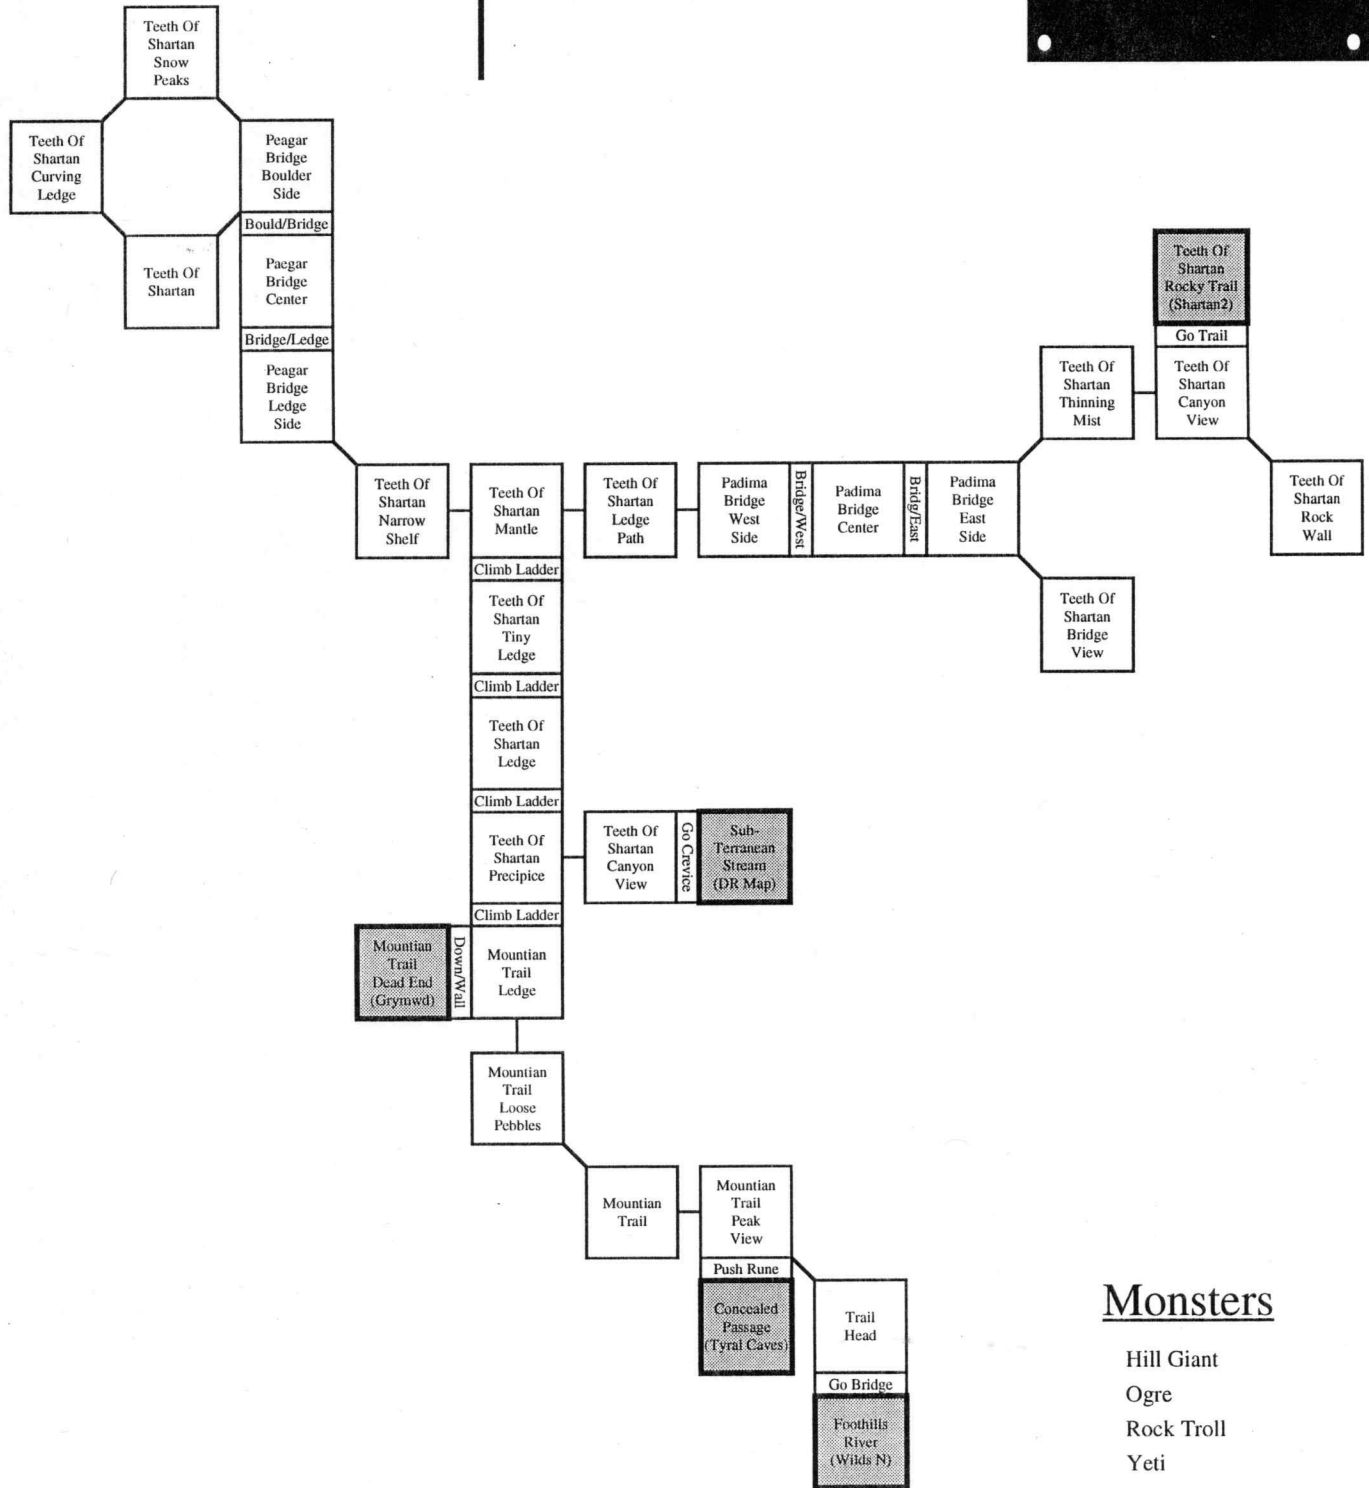 Teeth Of
Shartan
Snow
Peaks
Teeth Of
Shartan
Curving
Ledge
Peagar
Bridge
Boulder
Side
Bould/Bridge
Teeth Of
Shartan
Paegar
Bridge
Center
Bridge/Ledge
Peagar
Bridge
Ledge
Side
Teeth Of
Shartan
Rocky Trail
(Shartan2)
Go Trail
Teeth Of
Shartan
Thinning
Mist
Teeth Of
Shartan
Canyon
View
Teeth Of
Shartan
Narrow
Shelf
Teeth Of
Shartan
Mantle
Teeth Of
Shartan
Ledge
Path
Padima
Bridge
West
Side
Bridge/West
Padima
Bridge
Center
Bridg/East
Padima
Bridge
East
Side
Teeth Of
Shartan
Rock
Wall
Climb Ladder
Teeth Of
Shartan
Tiny
Ledge
Teeth Of
Shartan
Bridge
View
Climb Ladder
Teeth Of
Shartan
Ledge
Climb Ladder
Teeth Of
Shartan
Precipice
Teeth Of
Shartan
Canyon
View
Go Crevice
Sub-
Terranean
Stream
(DR Map)
Climb Ladder
Mountian
Trail
Dead End
(Grymwd)
Down/Wall
Mountian
Trail
Ledge
Mountian
Trail
Loose
Pebbles
Mountian
Trail
Mountian
Trail
Peak
View
Push Rune
Concealed
Passage
(Tyral Caves)
Trail
Head
Go Bridge
Foothills
River
(Wilds N)
Monsters
Hill Giant
Ogre
Rock Troll
Yeti